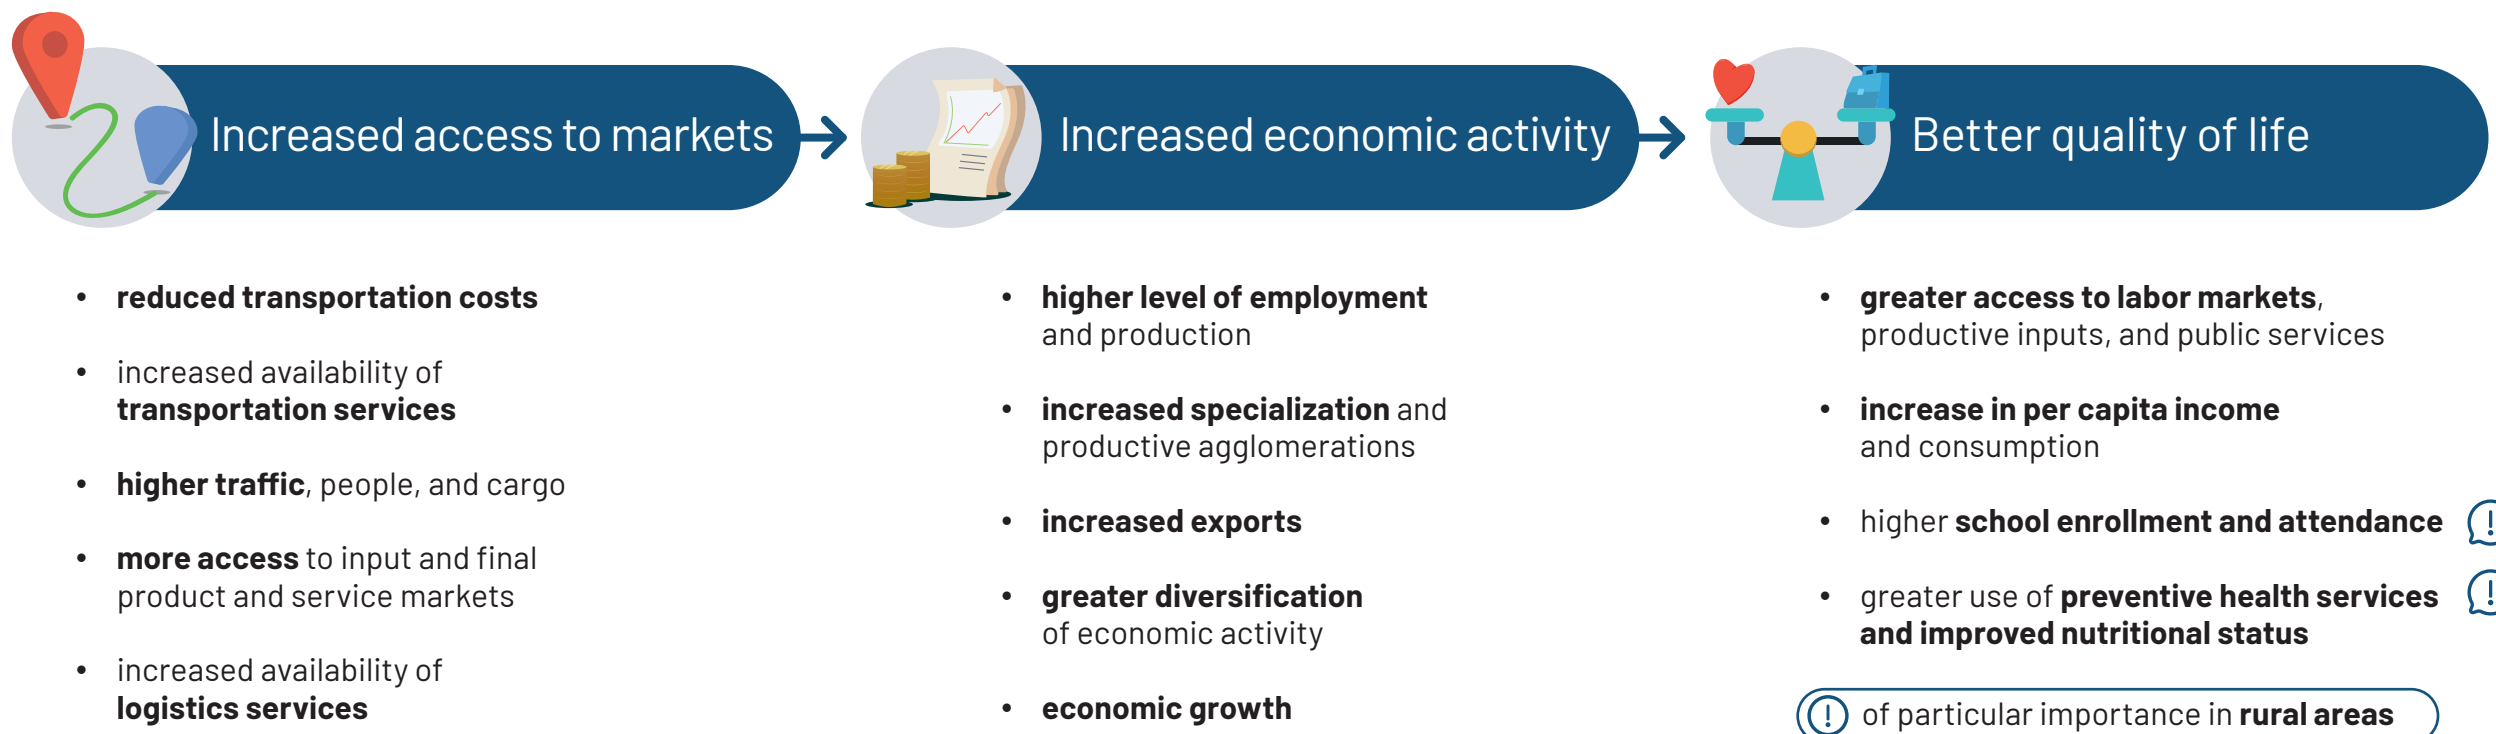 Increased access to markets
• reduced transportation costs
• increased availability of
transportation services
• higher traffic, people, and cargo
• more access to input and final
product and service markets
• increased availability of
logistics services
Increased economic activity
• higher level of employment
and production
• increased specialization and
productive agglomerations
• increased exports
• greater diversification
of economic activity
• economic growth
Better quality of life
• greater access to labor markets,
productive inputs, and public services
• increase in per capita income
and consumption
• higher school enrollment and attendance !
• greater use of preventive health services !
and improved nutritional status
! of particular importance in rural areas